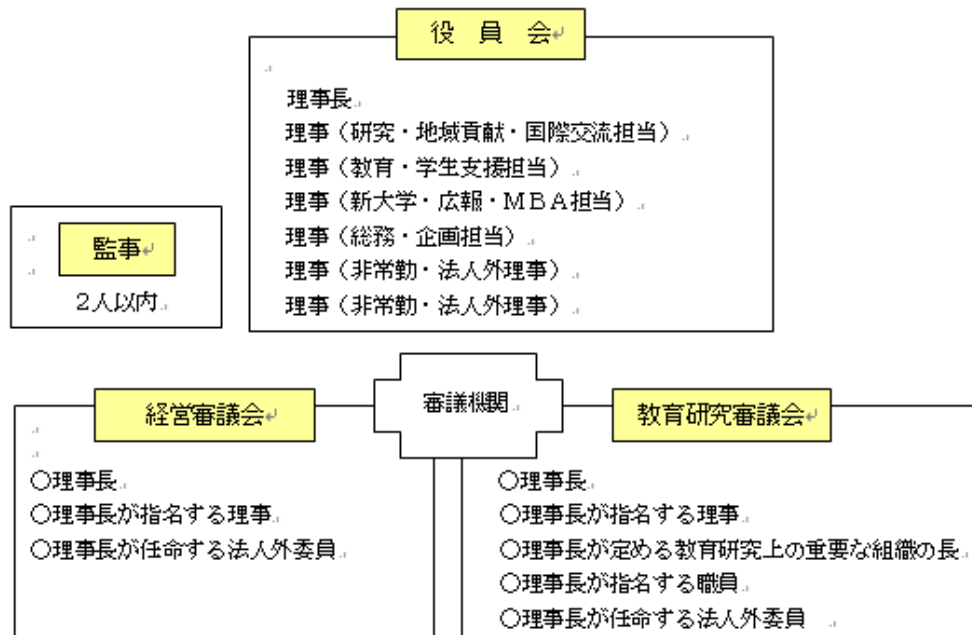 役 員 会
理事長
理事（研究・地域貢献・国際交流担当）
理事（教育・学生支援担当）
理事（新大学・広報・ＭＢＡ担当）
理事（総務・企画担当）
理事（非常勤・法人外理事）
理事（非常勤・法人外理事）
監事
２人以内
審議機関
経営審議会
○理事長
○理事長が指名する理事
○理事長が任命する法人外委員
教育研究審議会
○理事長
○理事長が指名する理事
○理事長が定める教育研究上の重要な組織の長
○理事長が指名する職員
○理事長が任命する法人外委員